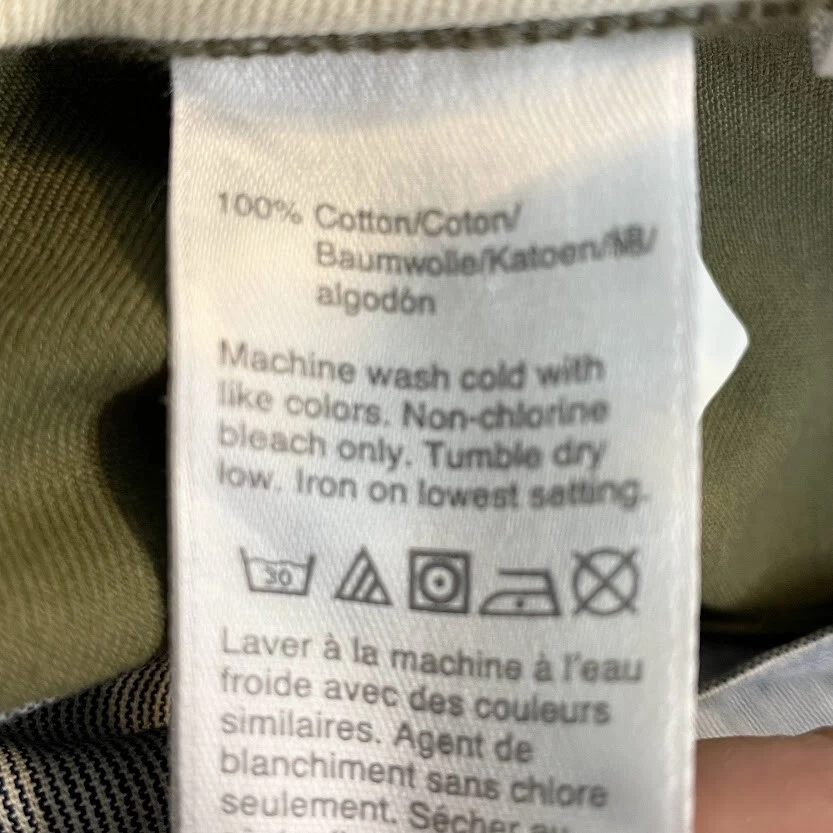 100% Cotton/Coton/
Baumwolle/Katoen/棉/
algodón
Machine wash cold with
like colors. Non-chlorine
bleach only. Tumble dry
low. Iron on lowest setting.
30
Laver à la machine à l'eau
froide avec des couleurs
similaires. Agent de
blanchiment sans chlore
seulement. Sécher au